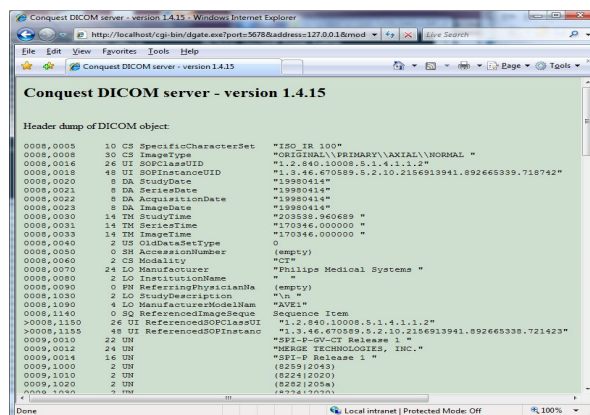 Conquest DICOM server - version 1.4.15 - Windows Internet Explorer
http://localhost/cgi-bin/dgate.exe?port=5678&address=127.0.0.1&mod
Live Search
File Edit View Favorites Tools Help
Conquest DICOM server - version 1.4.15
Page Tools
Conquest DICOM server - version 1.4.15
Header dump of DICOM object:
0008,0005 10 CS SpecificCharacterSet "ISO_IR 100"
0008,0008 30 CS ImageType "ORIGINAL\\PRIMARY\\AXIAL\\NORMAL "
0008,0016 26 UI SOPClassUID "1.2.840.10008.5.1.4.1.1.2"
0008,0018 48 UI SOPInstanceUID "1.3.46.670589.5.2.10.2156913941.892665339.718742"
0008,0020 8 DA StudyDate "19980414"
0008,0021 8 DA SeriesDate "19980414"
0008,0022 8 DA AcquisitionDate "19980414"
0008,0023 8 DA ImageDate "19980414"
0008,0030 14 TM StudyTime "203538.960689 "
0008,0031 14 TM SeriesTime "170346.000000 "
0008,0033 14 TM ImageTime "170346.000000 "
0008,0040 2 US OldDataSetType 0
0008,0050 0 SH AccessionNumber (empty)
0008,0060 2 CS Modality "CT"
0008,0070 24 LO Manufacturer "Philips Medical Systems "
0008,0080 2 LO InstitutionName " "
0008,0090 0 PN ReferringPhysicianNa (empty)
0008,1030 2 LO StudyDescription "\n "
0008,1090 4 LO ManufacturerModelNam "AVE1"
0008,1140 0 SQ ReferencedImageSeque Sequence Item
>0008,1150 26 UI ReferencedSOPClassUI "1.2.840.10008.5.1.4.1.1.2"
>0008,1155 48 UI ReferencedSOPInstanc "1.3.46.670589.5.2.10.2156913941.892665338.721423"
0009,0010 22 UN "SPI-P-GV-CT Release 1 "
0009,0012 24 UN "MERGE TECHNOLOGIES, INC."
0009,0014 16 UN "SPI-P Release 1 "
0009,1000 2 UN (8259|2043)
0009,1010 2 UN (8224|2020)
0009,1020 2 UN (8282|205a)
0009,1030 2 UN (8224|2020)
Done Local intranet | Protected Mode: Off 100%